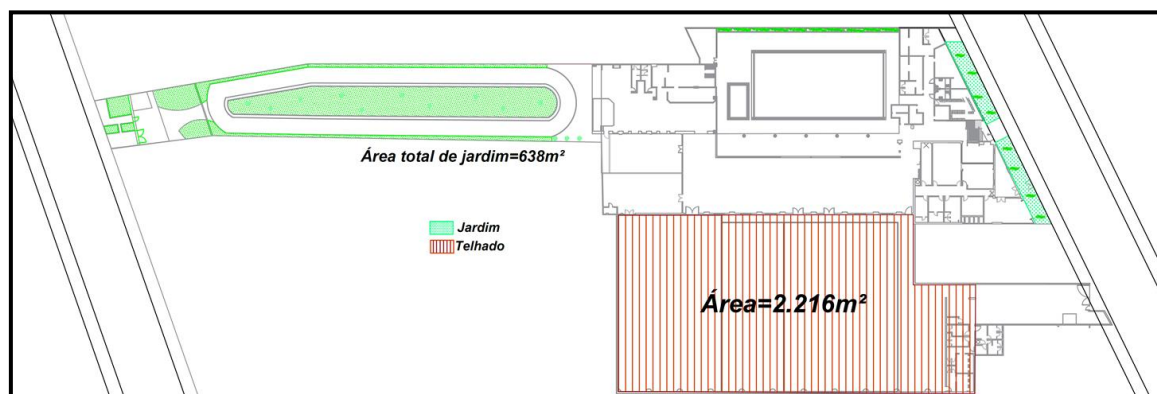 Área total de jardim=638m²
Jardim
Telhado
Área=2.216m²